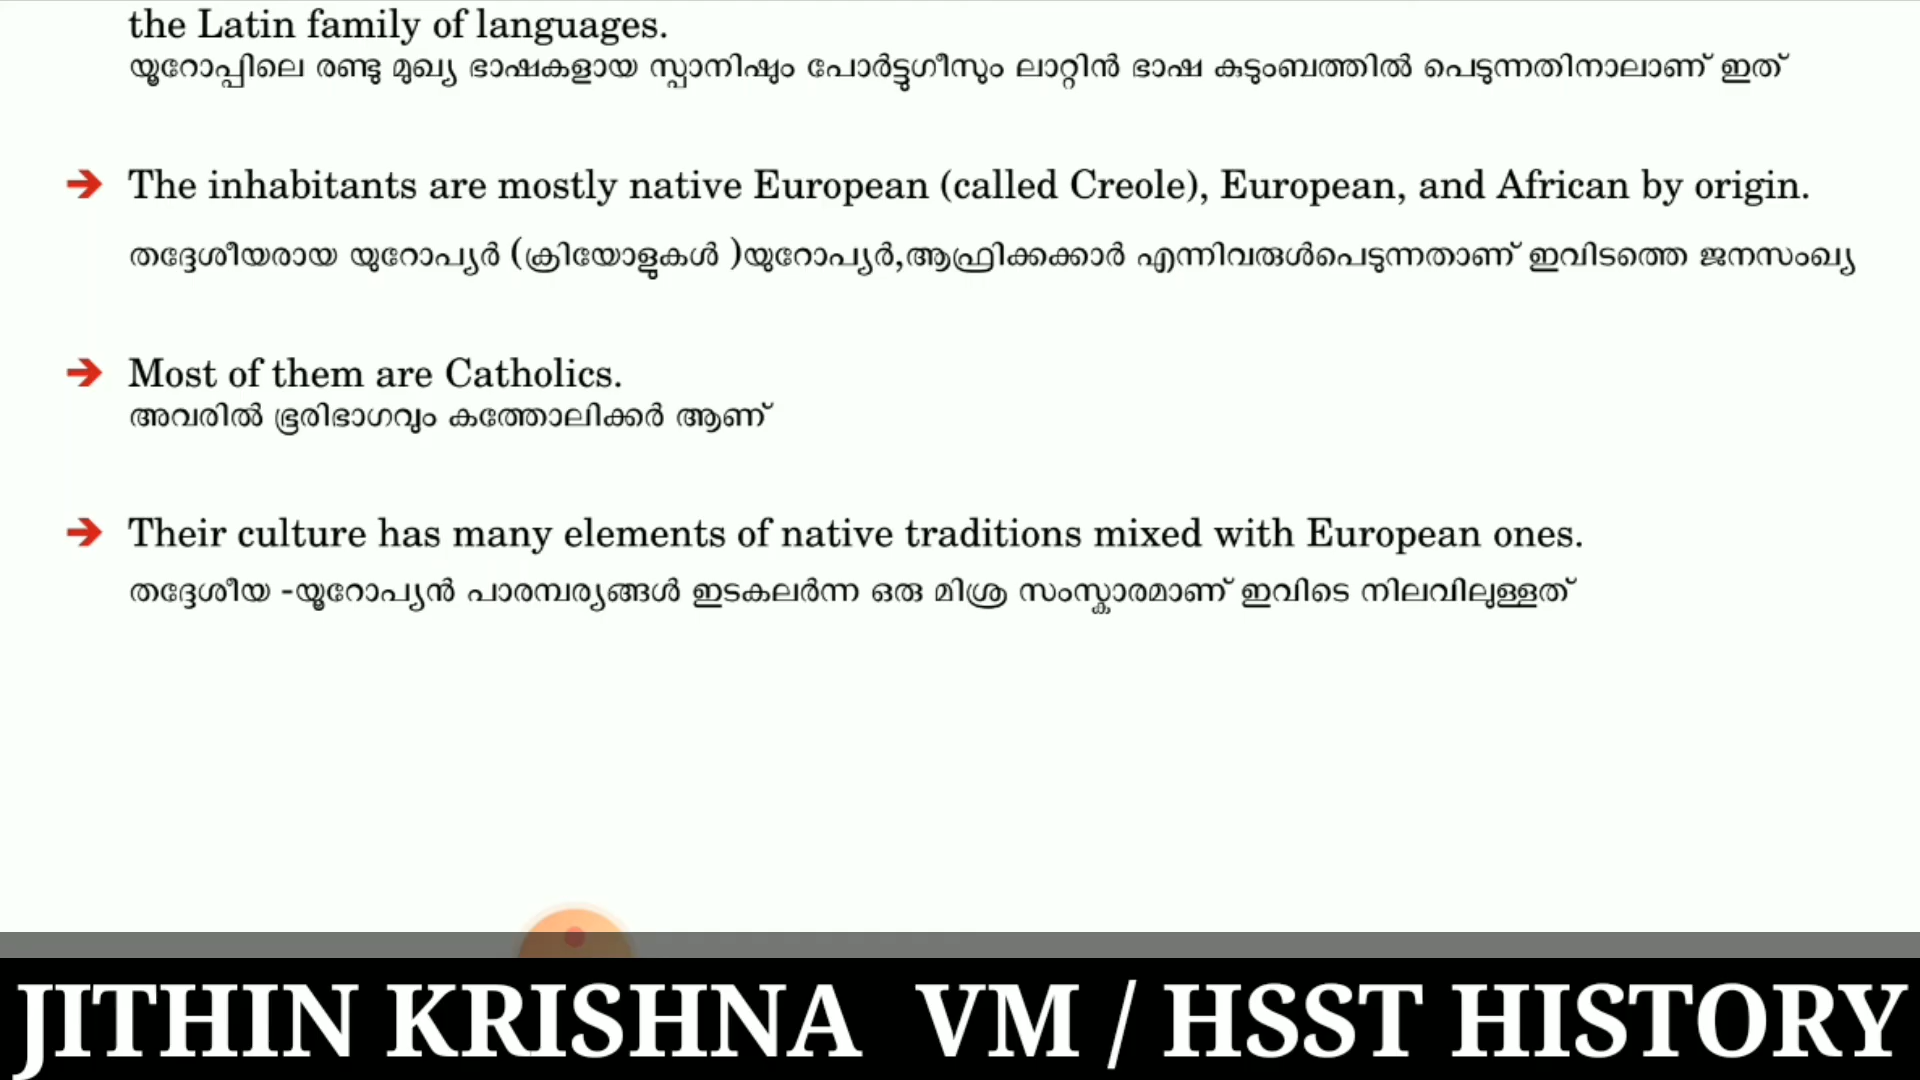 the Latin family of languages.
യൂറോപ്പിലെ രണ്ടു മുഖ്യ ഭാഷകളായ സ്പാനിഷും പോർട്ടുഗീസും ലാറ്റിൻ ഭാഷ കുടുംബത്തിൽ പെടുന്നതിനാലാണ് ഇത്
➔ The inhabitants are mostly native European (called Creole), European, and African by origin.
തദ്ദേശീയരായ യുറോപ്യർ (ക്രിയോളുകൾ )യുറോപ്യർ,ആഫ്രിക്കക്കാർ എന്നിവരുൾപെടുന്നതാണ് ഇവിടത്തെ ജനസംഖ്യ
➔ Most of them are Catholics.
അവരിൽ ഭൂരിഭാഗവും കത്തോലിക്കർ ആണ്
➔ Their culture has many elements of native traditions mixed with European ones.
തദ്ദേശീയ -യൂറോപ്യൻ പാരമ്പര്യങ്ങൾ ഇടകലർന്ന ഒരു മിശ്ര സംസ്കാരമാണ് ഇവിടെ നിലവിലുള്ളത്
JITHIN KRISHNA VM / HSST HISTORY